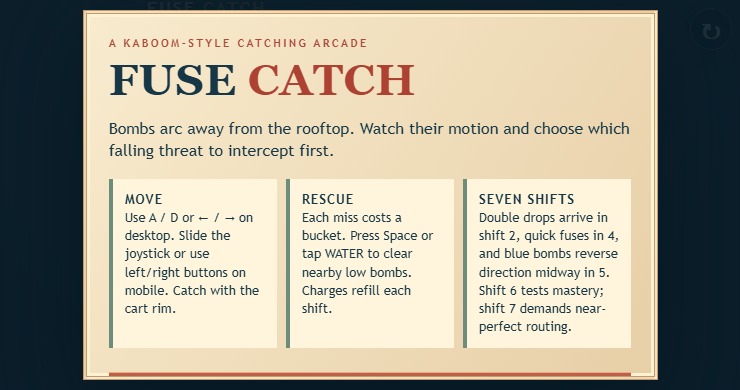 FUSE CATCH
A KABOOM-STYLE CATCHING ARCADE
FUSE CATCH
Bombs arc away from the rooftop. Watch their motion and choose which
falling threat to intercept first.
MOVE
Use A / D or ← / → on
desktop. Slide the
joystick or use
left/right buttons on
mobile. Catch with the
cart rim.
RESCUE
Each miss costs a
bucket. Press Space or
tap WATER to clear
nearby low bombs.
Charges refill each
shift.
SEVEN SHIFTS
Double drops arrive in
shift 2, quick fuses in 4,
and blue bombs reverse
direction midway in 5.
Shift 6 tests mastery;
shift 7 demands near-
perfect routing.